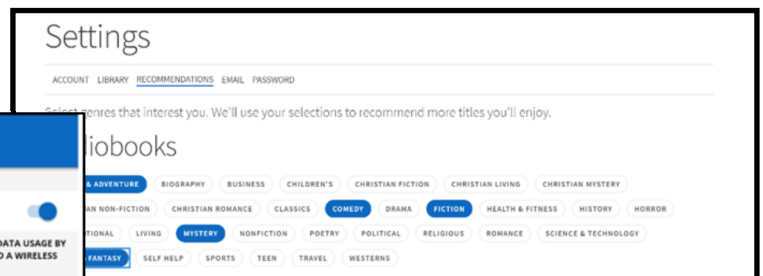 Settings
ACCOUNT LIBRARY RECOMMENDATIONS EMAIL PASSWORD
genres that interest you. We'll use your selections to recommend more titles you'll enjoy.
iobooks
& ADVENTURE BIOGRAPHY BUSINESS CHILDREN'S CHRISTIAN FICTION CHRISTIAN LIVING CHRISTIAN MYSTERY
AN NON-FICTION CHRISTIAN ROMANCE CLASSICS COMEDY DRAMA FICTION HEALTH & FITNESS HISTORY HORROR
TIONAL LIVING MYSTERY NONFICTION POETRY POLITICAL RELIGIOUS ROMANCE SCIENCE & TECHNOLOGY
FANTASY SELF HELP SPORTS TEEN TRAVEL WESTERNS
DATA USAGE BY
A WIRELESS